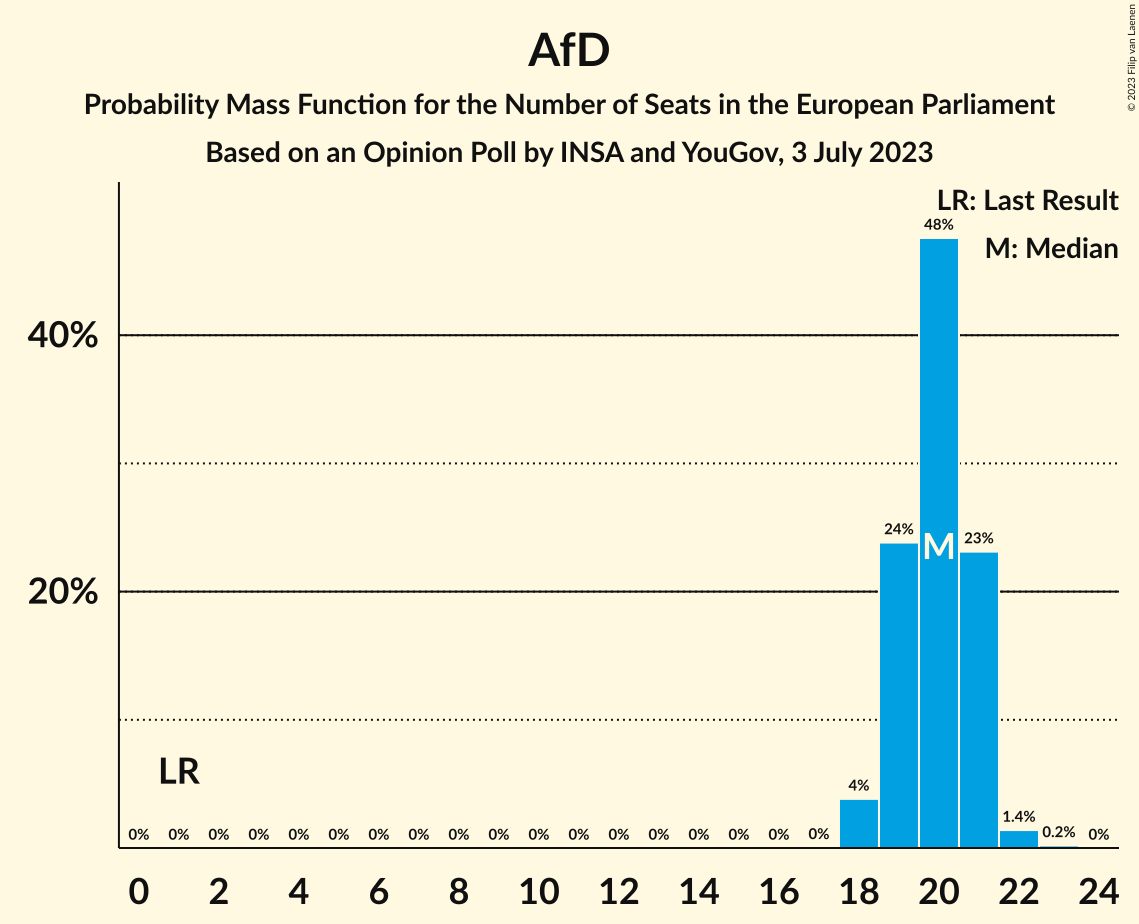 AfD
Probability Mass Function for the Number of Seats in the European Parliament
Based on an Opinion Poll by INSA and YouGov, 3 July 2023
© 2023 Filip van Laenen
LR: Last Result
M: Median
48%
40%
24%
M
23%
20%
LR
4%
1.4%
0% 0% 0% 0% 0% 0% 0% 0% 0% 0% 0% 0% 0% 0% 0% 0% 0% 0% 0.2% 0%
0 2 4 6 8 10 12 14 16 18 20 22 24